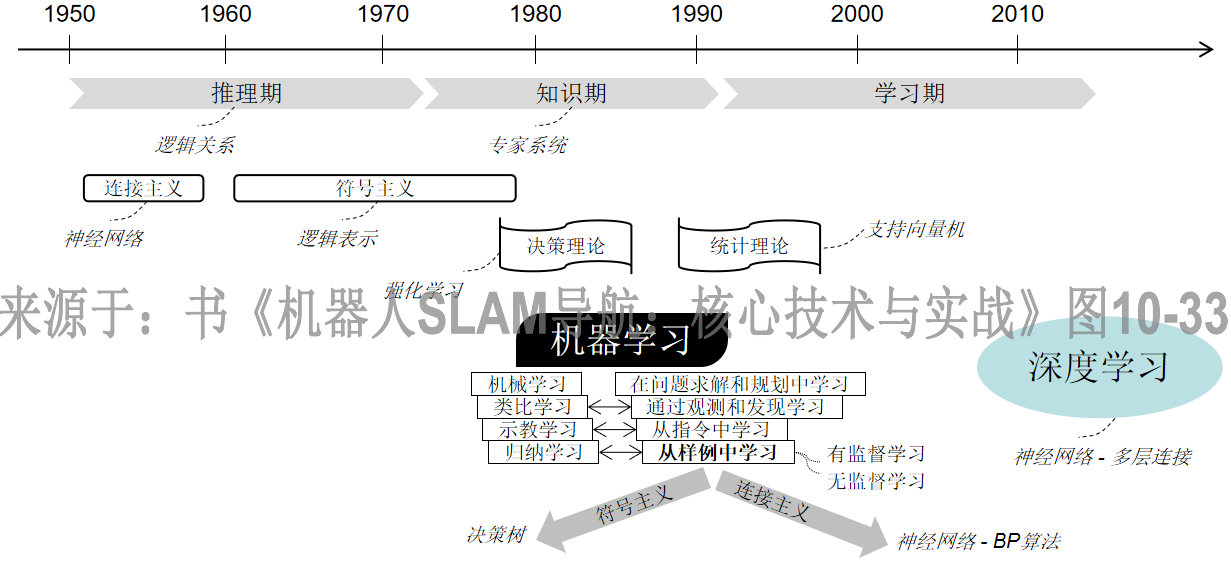 1950 1960 1970 1980 1990 2000 2010
推理期 知识期 学习期
逻辑关系 专家系统
连接主义 符号主义
神经网络 逻辑表示
决策理论 统计理论 支持向量机
强化学习
来源于：书《机器人SLAM导航：核心技术与实战》图10-33
机器学习
深度学习
机械学习 在问题求解和规划中学习
类比学习 通过观测和发现学习
示教学习 从指令中学习
归纳学习 从样例中学习 有监督学习
无监督学习
神经网络 - 多层连接
符号主义 连接主义
决策树 神经网络 - BP算法